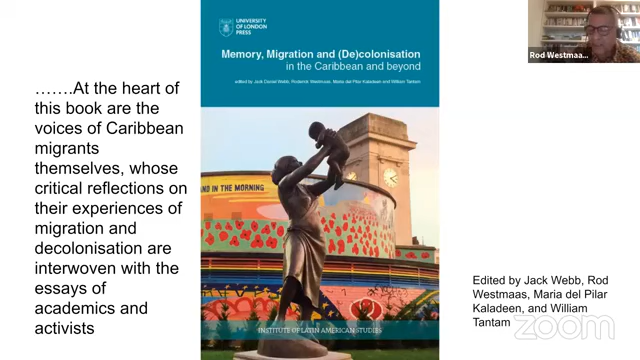 .......At the heart of
this book are the
voices of Caribbean
migrants
themselves, whose
critical reflections on
their experiences of
migration and
decolonisation are
interwoven with the
essays of
academics and
activists
UNIVERSITY
OF LONDON
PRESS
Memory, Migration and (De)colonisation
in the Caribbean and beyond
edited by Jack Daniel Webb, Roderick Westmaas, Maria del Pilar Kaladeen and William Tantam
AND IN THE MORNING
INSTITUTE OF LATIN AMERICAN STUDIES
Rod Westmaa...
Edited by Jack Webb, Rod
Westmaas, Maria del Pilar
Kaladeen, and William
Tantam
zoom